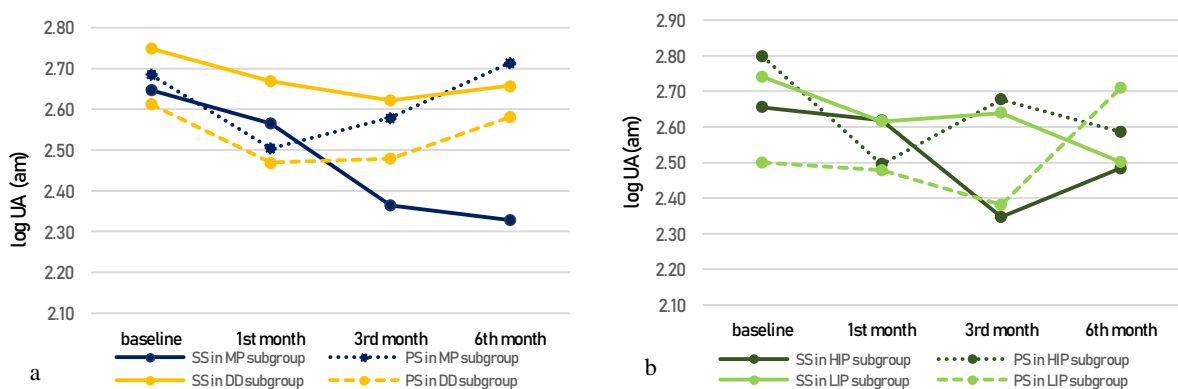 2.80
2.70
2.60
2.50
2.40
2.30
2.20
2.10
log UA (am)
baseline 1st month 3rd month 6th month
SS in MP subgroup PS in MP subgroup
SS in DD subgroup PS in DD subgroup
a
2.90
2.80
2.70
2.60
2.50
2.40
2.30
2.20
2.10
log UA(am)
baseline 1st month 3rd month 6th month
SS in HIP subgroup PS in HIP subgroup
SS in LIP subgroup PS in LIP subgroup
b